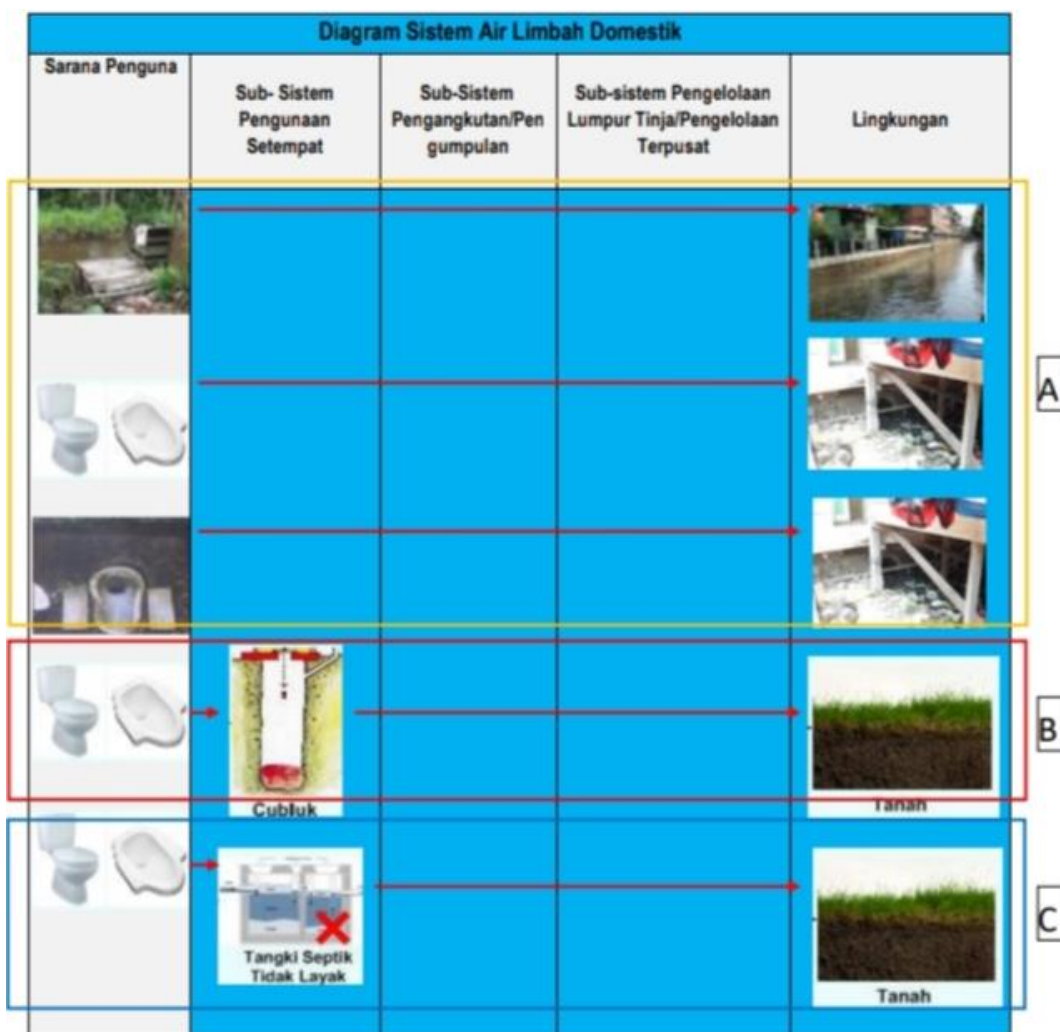 Diagram Sistem Air Limbah Domestik
Sarana Penguna
Sub- Sistem
Pengunaan
Setempat
Sub-Sistem
Pengangkutan/Pen
gumpulan
Sub-sistem Pengelolaan
Lumpur Tinja/Pengelolaan
Terpusat
Lingkungan
A
Cubluk
Tanah
B
Tangki Septik
Tidak Layak
Tanah
C